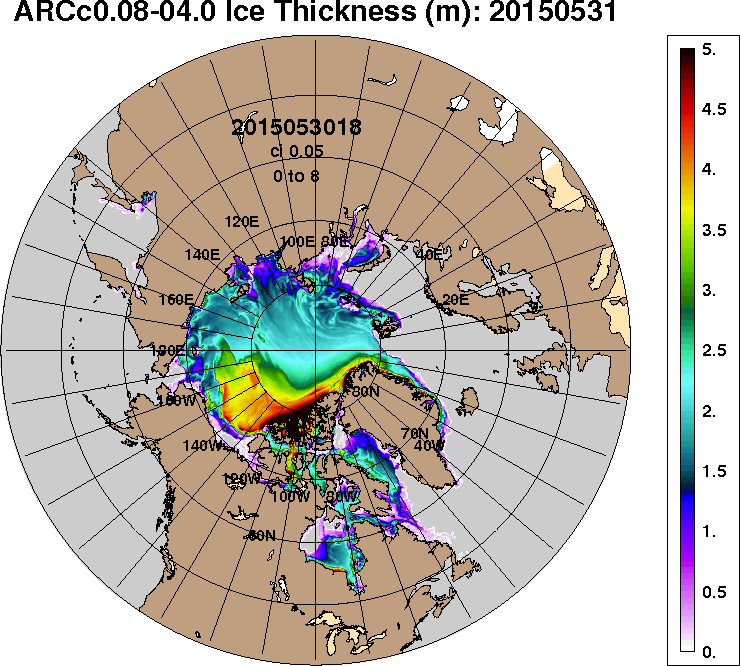 ARCc0.08-04.0 Ice Thickness (m): 20150531
2015053018
ci 0.05
0 to 8
120E
100E
80E
140E
40E
160E
20E
180E
160W
80N
140W
70N
40W
120W
100W
80W
60N
5.
4.5
4.
3.5
3.
2.5
2.
1.5
1.
0.5
0.